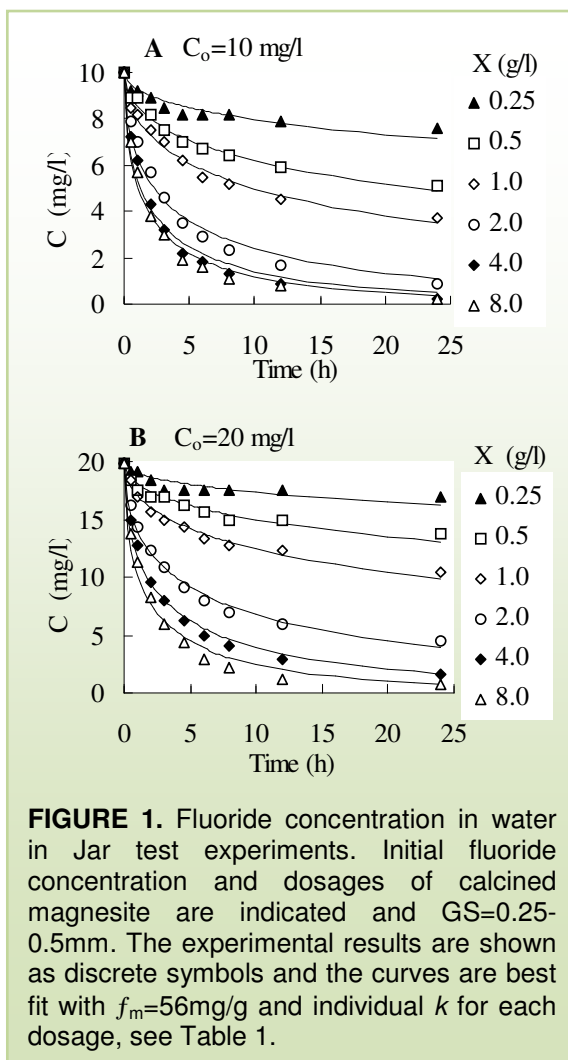 A C₀=10 mg/l
X (g/l)
10
8
6
4
2
0
C (mg/l)
0 5 10 15 20 25
Time (h)
▲ 0.25
□ 0.5
◇ 1.0
○ 2.0
◆ 4.0
△ 8.0
B C₀=20 mg/l
X (g/l)
20
15
10
5
0
C (mg/l)
0 5 10 15 20 25
Time (h)
▲ 0.25
□ 0.5
◇ 1.0
○ 2.0
◆ 4.0
△ 8.0
FIGURE 1. Fluoride concentration in water
in Jar test experiments. Initial fluoride
concentration and dosages of calcined
magnesite are indicated and GS=0.25-
0.5mm. The experimental results are shown
as discrete symbols and the curves are best
fit with fₘ=56mg/g and individual k for each
dosage, see Table 1.